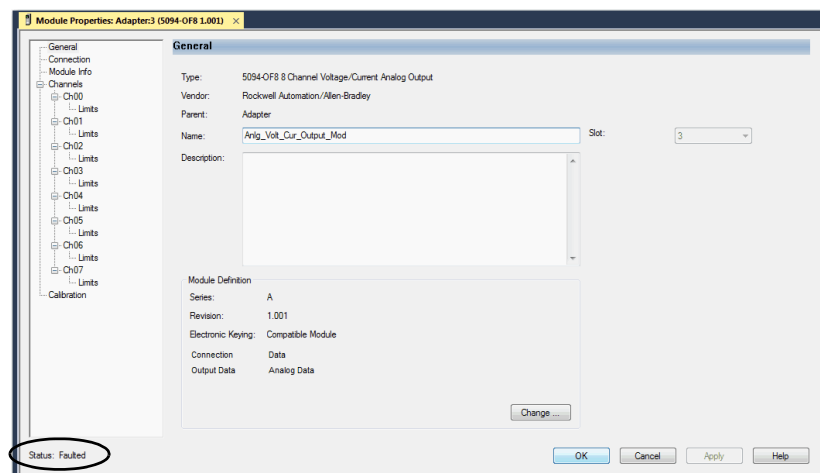 Module Properties: Adapter:3 (5094-OF8 1.001) ×
General
Connection
Module Info
Channels
Ch00
Limits
Ch01
Limits
Ch02
Limits
Ch03
Limits
Ch04
Limits
Ch05
Limits
Ch06
Limits
Ch07
Limits
Calibration
General
Type: 5094-OF8 8 Channel Voltage/Current Analog Output
Vendor: Rockwell Automation/Allen-Bradley
Parent: Adapter
Name: Anlg_Volt_Cur_Output_Mod Slot: 3
Description:
Module Definition
Series: A
Revision: 1.001
Electronic Keying: Compatible Module
Connection Data
Output Data Analog Data
Change ...
Status: Faulted
OK Cancel Apply Help